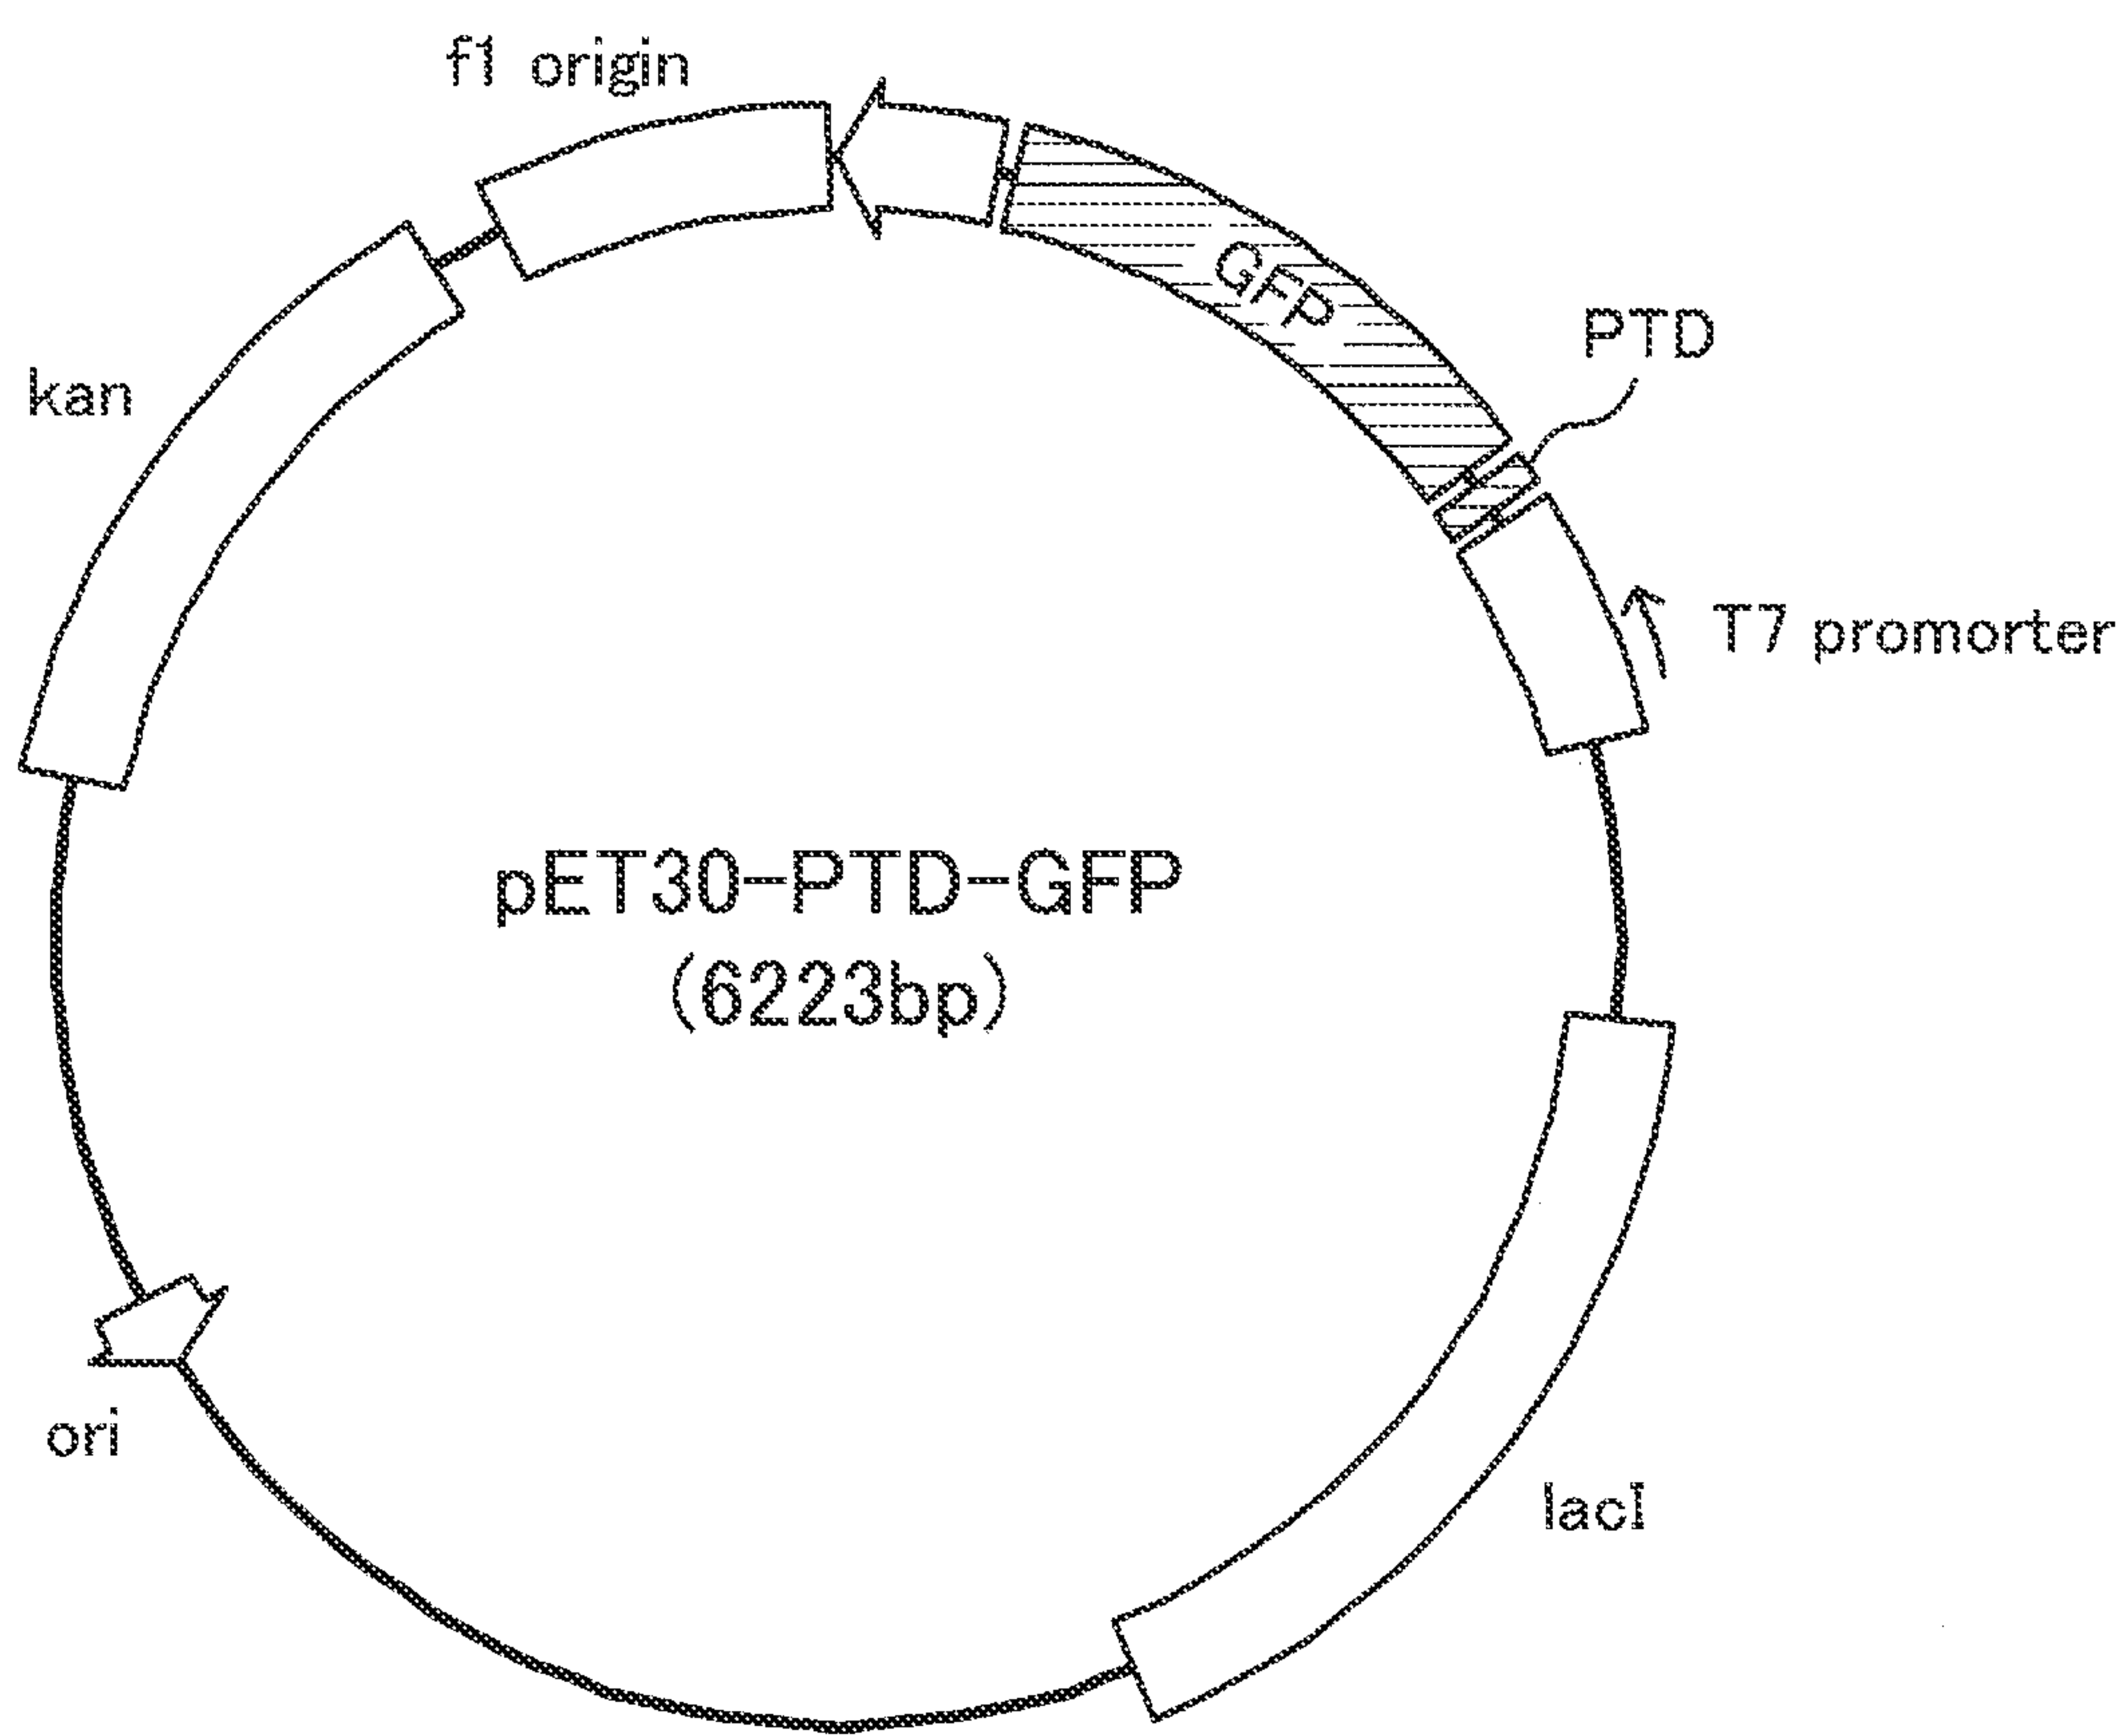 f1 origin
GFP
PTD
kan
T7 promorter
pET30-PTD-GFP
(6223bp)
ori
lacI